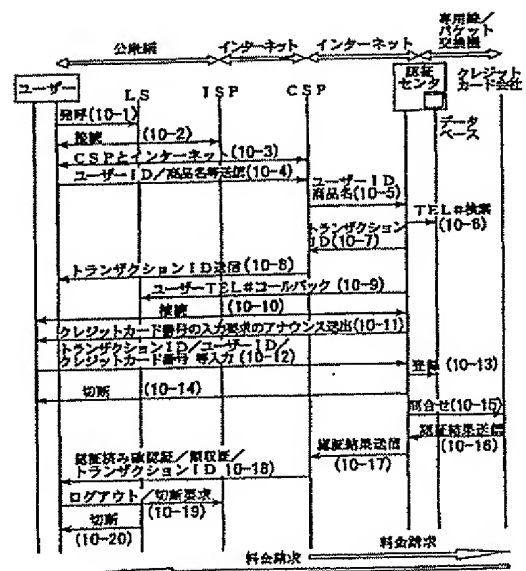 公衆網
インターネット
インターネット
専用線/
パケット
交換網
ユーザー
LS
ISP
CSP
認証
センタ
クレジット
カード会社
データ
ベース
発呼(10-1)
接続 (10-2)
CSPとインターネット(10-3)
ユーザーID/商品名等送信(10-4)
ユーザーID
商品名(10-5)
TEL#検索
(10-6)
トランザクション
ID(10-7)
トランザクションID送信(10-8)
ユーザーTEL#コールバック(10-9)
接続 (10-10)
クレジットカード番号の入力要求のアナウンス送出(10-11)
トランザクションID/ユーザーID/
クレジットカード番号 等入力(10-12)
登録 (10-13)
切断 (10-14)
問合せ(10-15)
認証結果送信
(10-16)
認証結果送信
(10-17)
認証済み確認証/領収証/
トランザクションID 10-18)
ログアウト/切断要求
(10-19)
切断
(10-20)
料金請求
料金請求